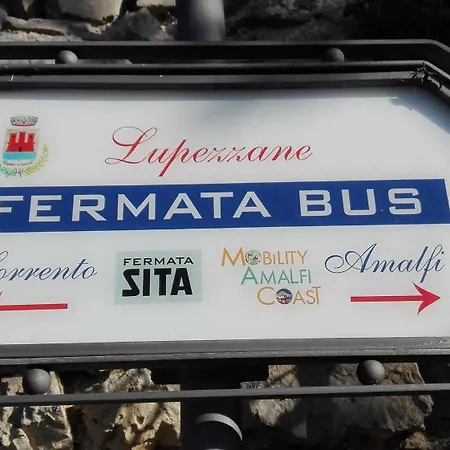 Lupezzane
FERMATA BUS
orrento
FERMATA
SITA
MOBILITY
AMALFI
COAST
Amalfi